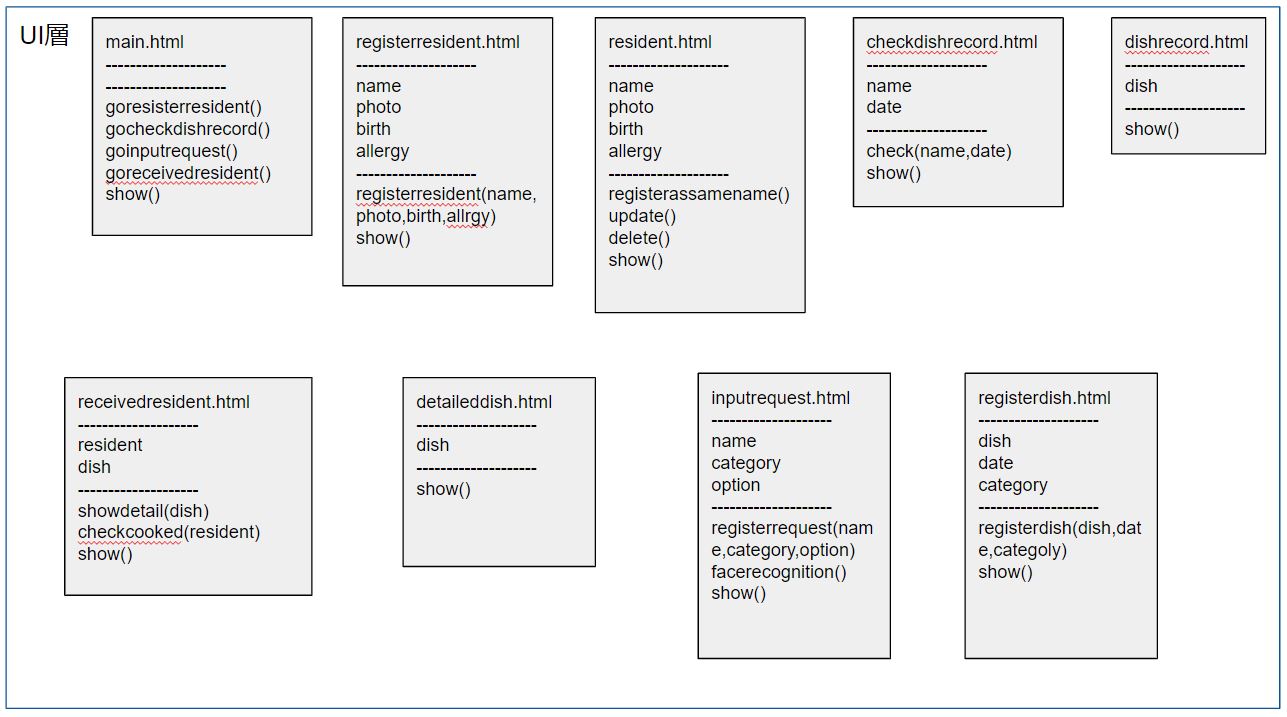 UI層
main.html
--------------------
--------------------
goresisterresident()
gocheckdishrecord()
goinputrequest()
goreceivedresident()
show()
registerresident.html
--------------------
name
photo
birth
allergy
--------------------
registerresident(name,
photo,birth,allrgy)
show()
resident.html
--------------------
name
photo
birth
allergy
--------------------
registerassamename()
update()
delete()
show()
checkdishrecord.html
--------------------
name
date
--------------------
check(name,date)
show()
dishrecord.html
--------------------
dish
--------------------
show()
receivedresident.html
--------------------
resident
dish
--------------------
showdetail(dish)
checkcooked(resident)
show()
detaileddish.html
--------------------
dish
--------------------
show()
inputrequest.html
--------------------
name
category
option
--------------------
registerrequest(nam
e,category,option)
facerecognition()
show()
registerdish.html
--------------------
dish
date
category
--------------------
registerdish(dish,dat
e,categoly)
show()